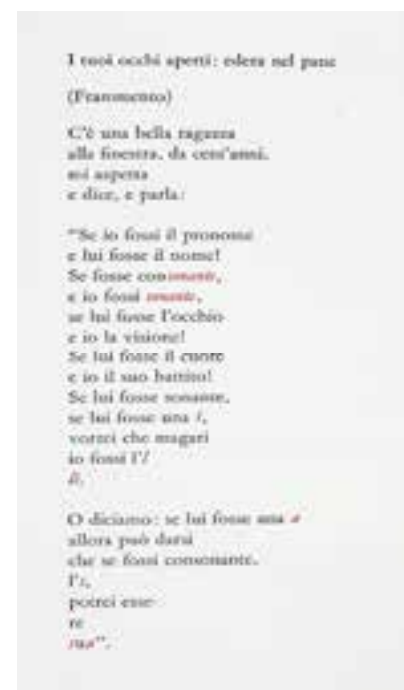 I tuoi occhi aperti: edera nel pane
(Frammento)
C'è una bella ragazza
alla finestra, da cent'anni,
mi aspetta
e dice, e parla:
"Se io fossi il pronome
e lui fosse il nome!
Se fosse consonante,
e io fossi sonante,
se lui fosse l'occhio
e io la visione!
Se lui fosse il cuore
e io il suo battito!
Se lui fosse sonante,
se lui fosse una i,
vorrei che magari
io fossi l'l
lì.
O diciamo: se lui fosse una a
allora può darsi
che se fossi consonante,
l's,
potrei esse-
re
sua".